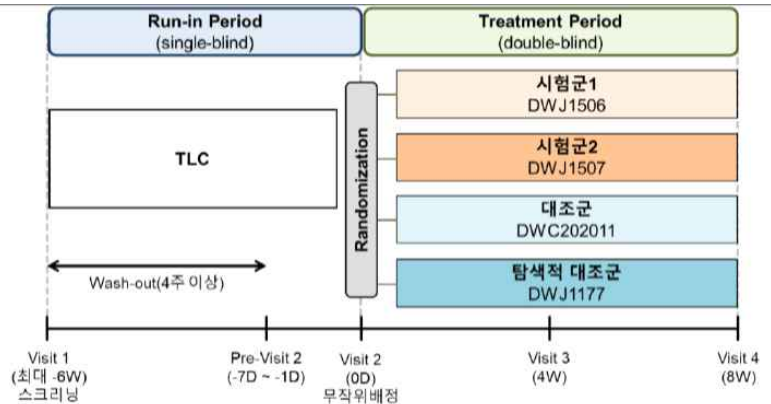 Run-in Period
(single-blind)
Treatment Period
(double-blind)
TLC
Wash-out(4주 이상)
Randomization
시험군1
DWJ1506
시험군2
DWJ1507
대조군
DWC202011
탐색적 대조군
DWJ1177
Visit 1
(최대 -6W)
스크리닝
Pre-Visit 2
(-7D ~ -1D)
Visit 2
(0D)
무작위배정
Visit 3
(4W)
Visit 4
(8W)